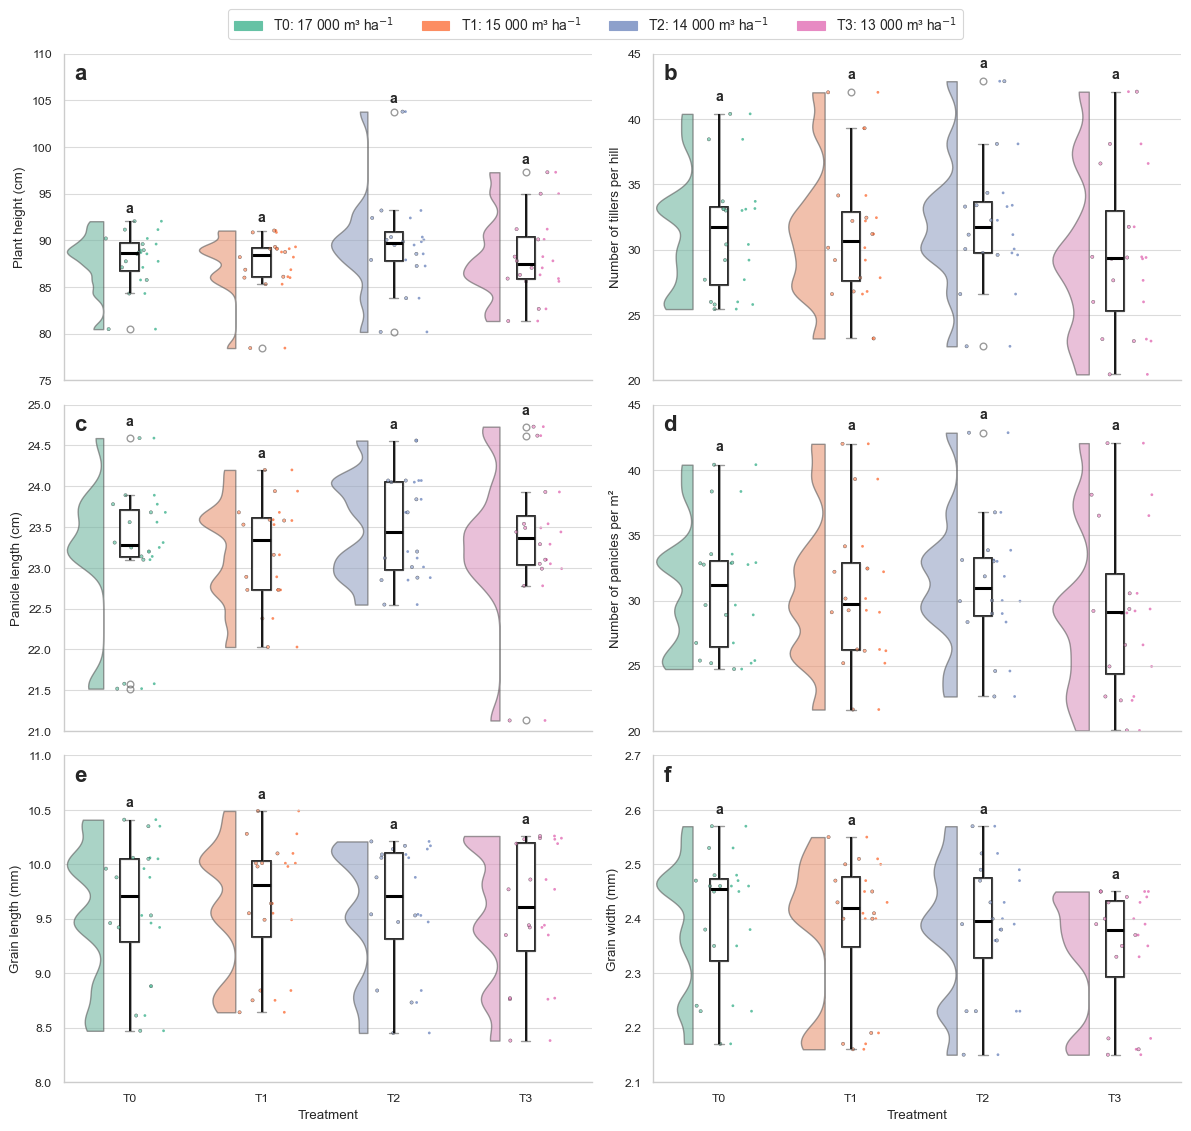 T0: 17 000 m³ ha⁻¹ T1: 15 000 m³ ha⁻¹ T2: 14 000 m³ ha⁻¹ T3: 13 000 m³ ha⁻¹
a
Plant height (cm)
110
105
100
95
90
85
80
75
a a a a
b
Number of tillers per hill
45
40
35
30
25
20
a a a a
c
Panicle length (cm)
25.0
24.5
24.0
23.5
23.0
22.5
22.0
21.5
21.0
a a a a
d
Number of panicles per m²
45
40
35
30
25
20
a a a a
e
Grain length (mm)
11.0
10.5
10.0
9.5
9.0
8.5
8.0
a a a a
T0 T1 T2 T3
Treatment
f
Grain width (mm)
2.7
2.6
2.5
2.4
2.3
2.2
2.1
a a a a
T0 T1 T2 T3
Treatment